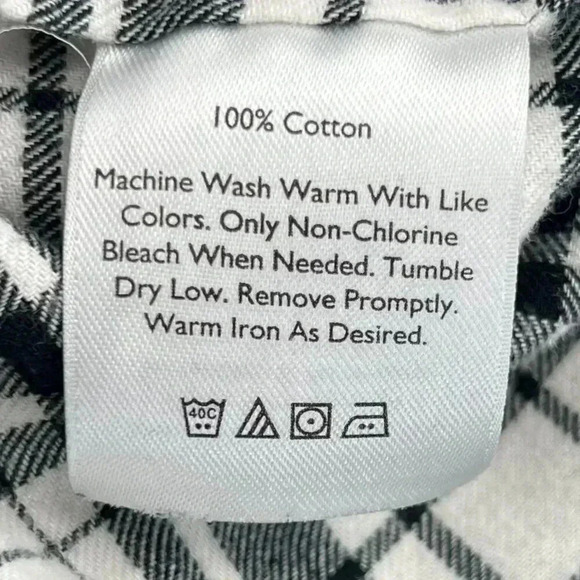 100% Cotton
Machine Wash Warm With Like
Colors. Only Non-Chlorine
Bleach When Needed. Tumble
Dry Low. Remove Promptly.
Warm Iron As Desired.
40C